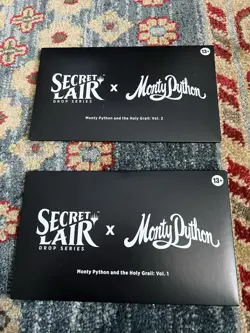 13+
SECRET LAIR DROP SERIES x Monty Python
Monty Python and the Holy Grail: Vol. 2
13+
SECRET LAIR DROP SERIES x Monty Python
Monty Python and the Holy Grail: Vol. 1